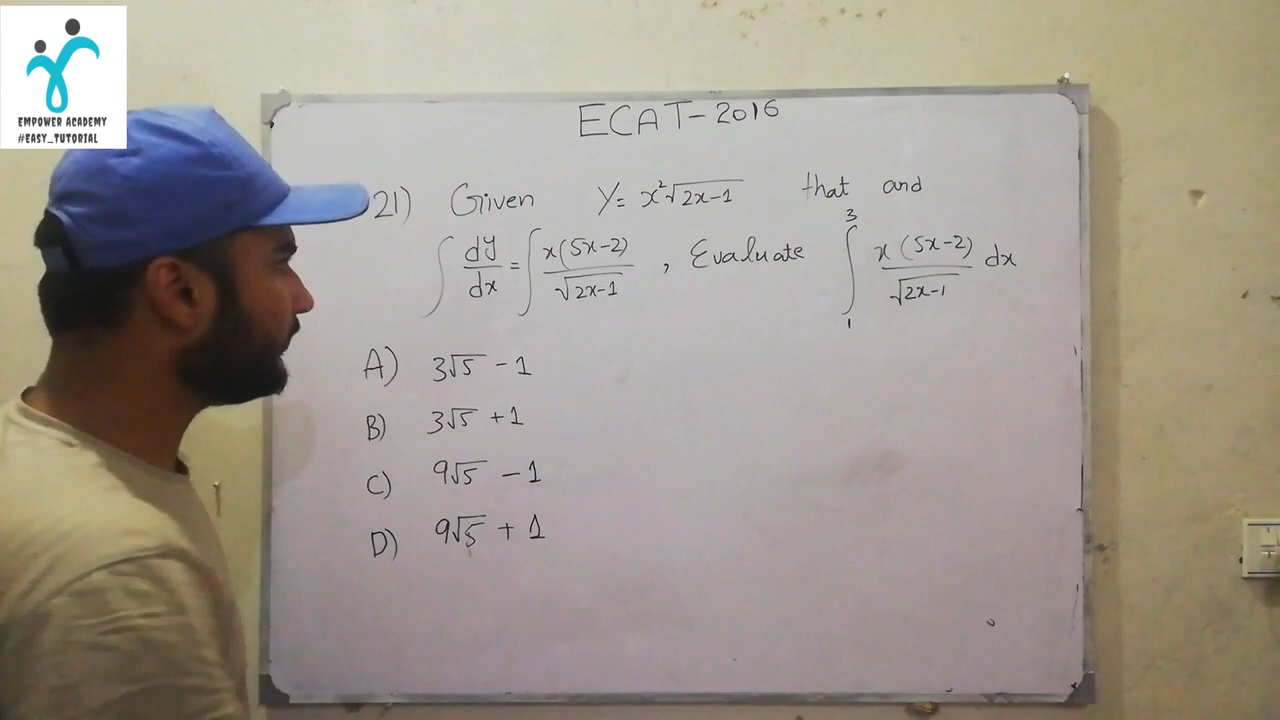 EMPOWER ACADEMY
#EASY_TUTORIAL
ECAT-2016
21) Given Y= x²√2x-1 that and
∫ dy/dx = ∫ x(5x-2)/√2x-1 , Evaluate ∫₁³ x(5x-2)/√2x-1 dx
A) 3√5 - 1
B) 3√5 + 1
C) 9√5 - 1
D) 9√5 + 1